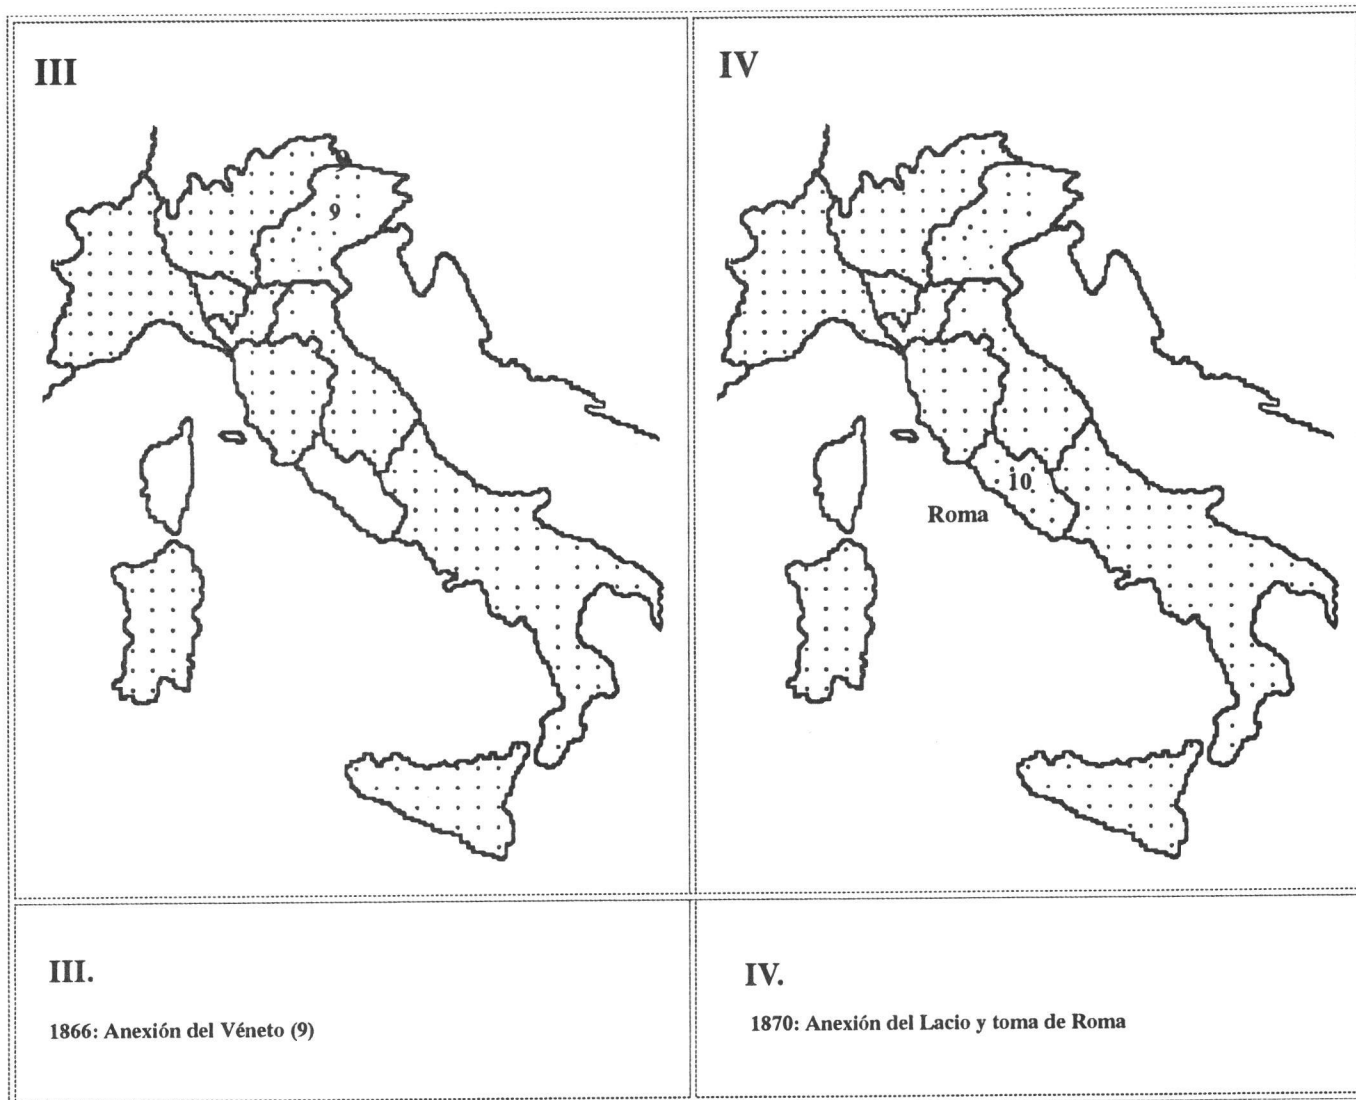 III
9
9
IV
10
Roma
III.
1866: Anexión del Véneto (9)
IV.
1870: Anexión del Lacio y toma de Roma